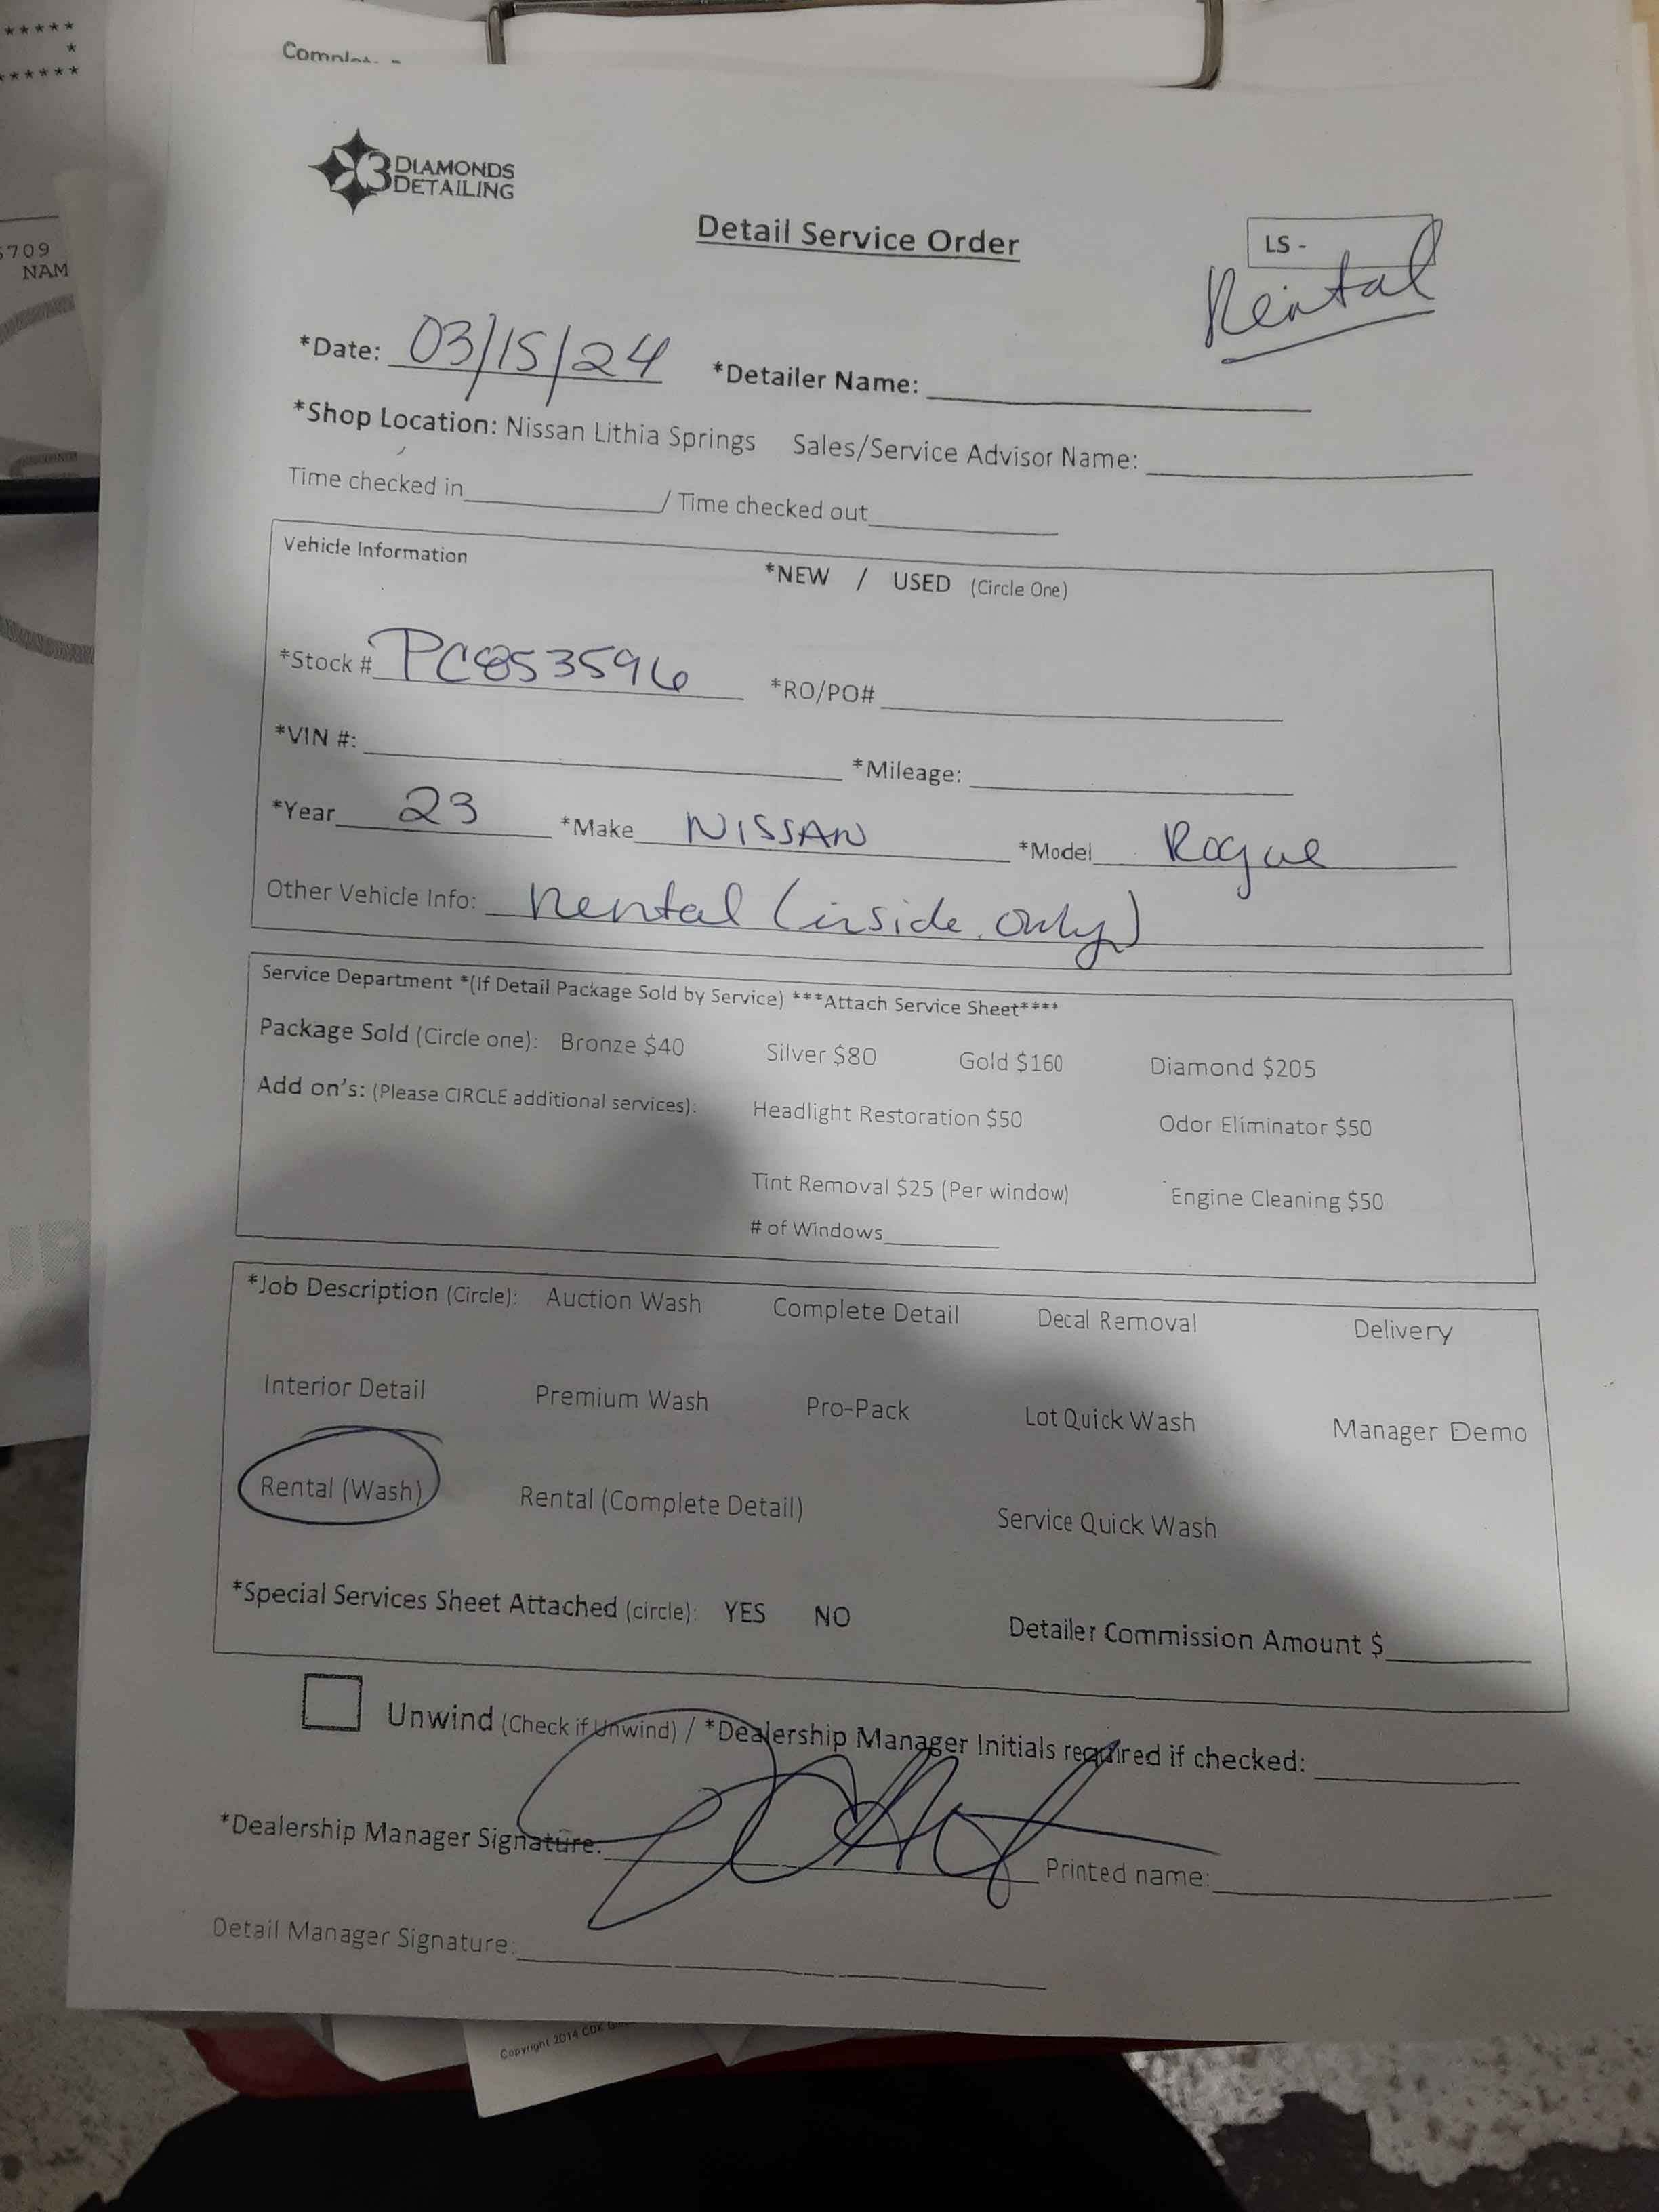 *****
*
******
5709
NAM
3 DIAMONDS
DETAILING
Detail Service Order
LS -
Rental
*Date: 03/15/24 *Detailer Name:
*Shop Location: Nissan Lithia Springs Sales/Service Advisor Name:
Time checked in / Time checked out
Vehicle Information
*NEW / USED (Circle One)
*Stock # PC853596 *RO/PO#
*VIN #: *Mileage:
*Year 23 *Make NISSAN *Model Rogue
Other Vehicle Info: Rental (inside only)
Service Department *(If Detail Package Sold by Service) ***Attach Service Sheet****
Package Sold (Circle one): Bronze $40 Silver $80 Gold $160 Diamond $205
Add on's: (Please CIRCLE additional services): Headlight Restoration $50 Odor Eliminator $50
Tint Removal $25 (Per window) Engine Cleaning $50
# of Windows
*Job Description (Circle): Auction Wash Complete Detail Decal Removal Delivery
Interior Detail Premium Wash Pro-Pack Lot Quick Wash Manager Demo
Rental (Wash) Rental (Complete Detail) Service Quick Wash
*Special Services Sheet Attached (circle): YES NO Detailer Commission Amount $
Unwind (Check if Unwind) / *Dealership Manager Initials required if checked:
*Dealership Manager Signature: Printed name:
Detail Manager Signature:
Copyright 2014 CDK